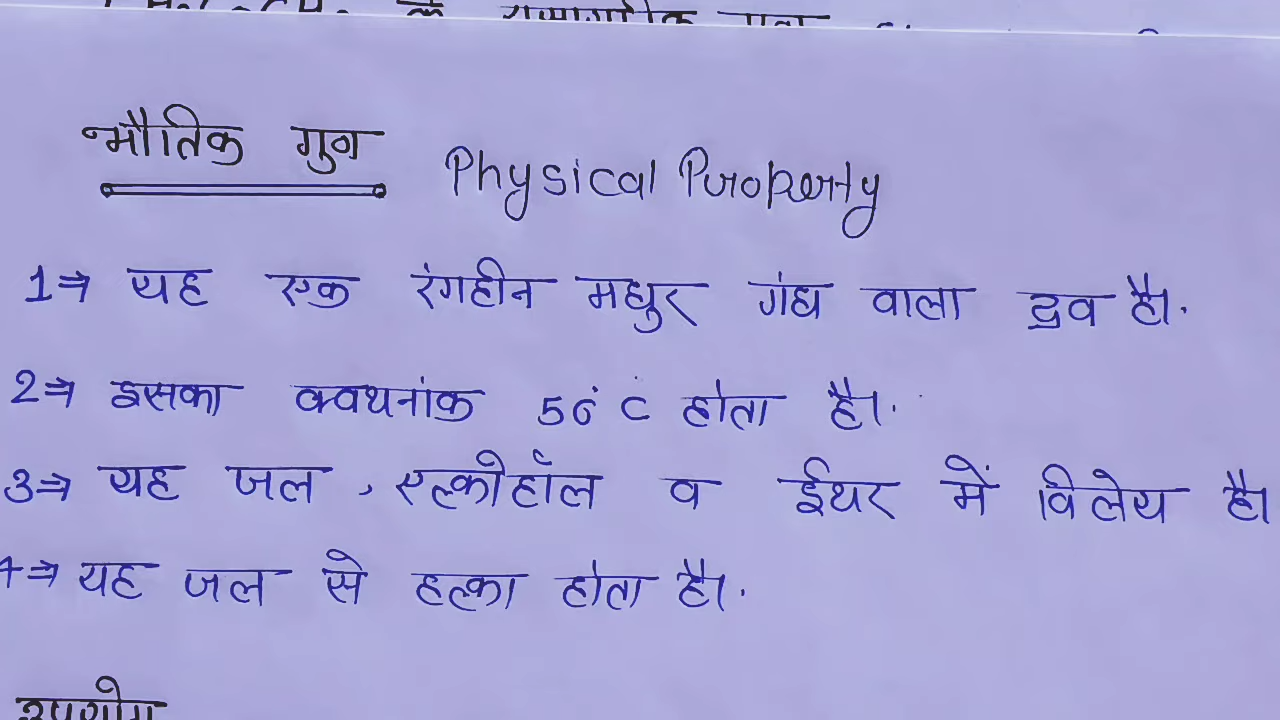 भौतिक गुण Physical Property
1⇒ यह एक रंगहीन मधुर गंध वाला द्रव है।.
2⇒ इसका क्वथनांक 56°C होता है।.
3⇒ यह जल, एल्कोहॉल व ईथर में विलेय है।
4⇒ यह जल से हल्का होता है।.
उपयोग